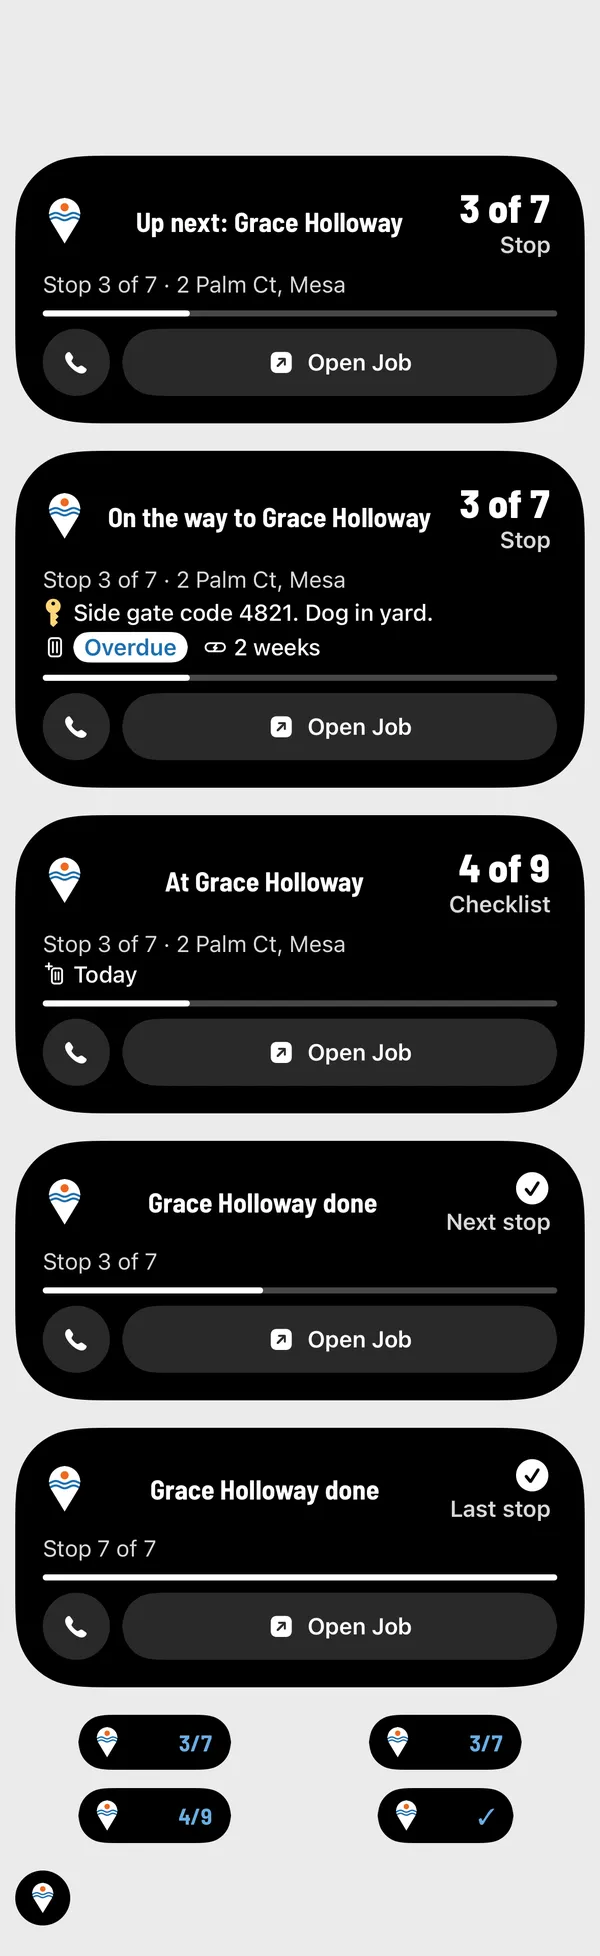 Up next: Grace Holloway
3 of 7
Stop
Stop 3 of 7 · 2 Palm Ct, Mesa
Open Job
On the way to Grace Holloway
3 of 7
Stop
Stop 3 of 7 · 2 Palm Ct, Mesa
Side gate code 4821. Dog in yard.
Overdue 2 weeks
Open Job
At Grace Holloway
4 of 9
Checklist
Stop 3 of 7 · 2 Palm Ct, Mesa
Today
Open Job
Grace Holloway done
Next stop
Stop 3 of 7
Open Job
Grace Holloway done
Last stop
Stop 7 of 7
Open Job
3/7
3/7
4/9
✓